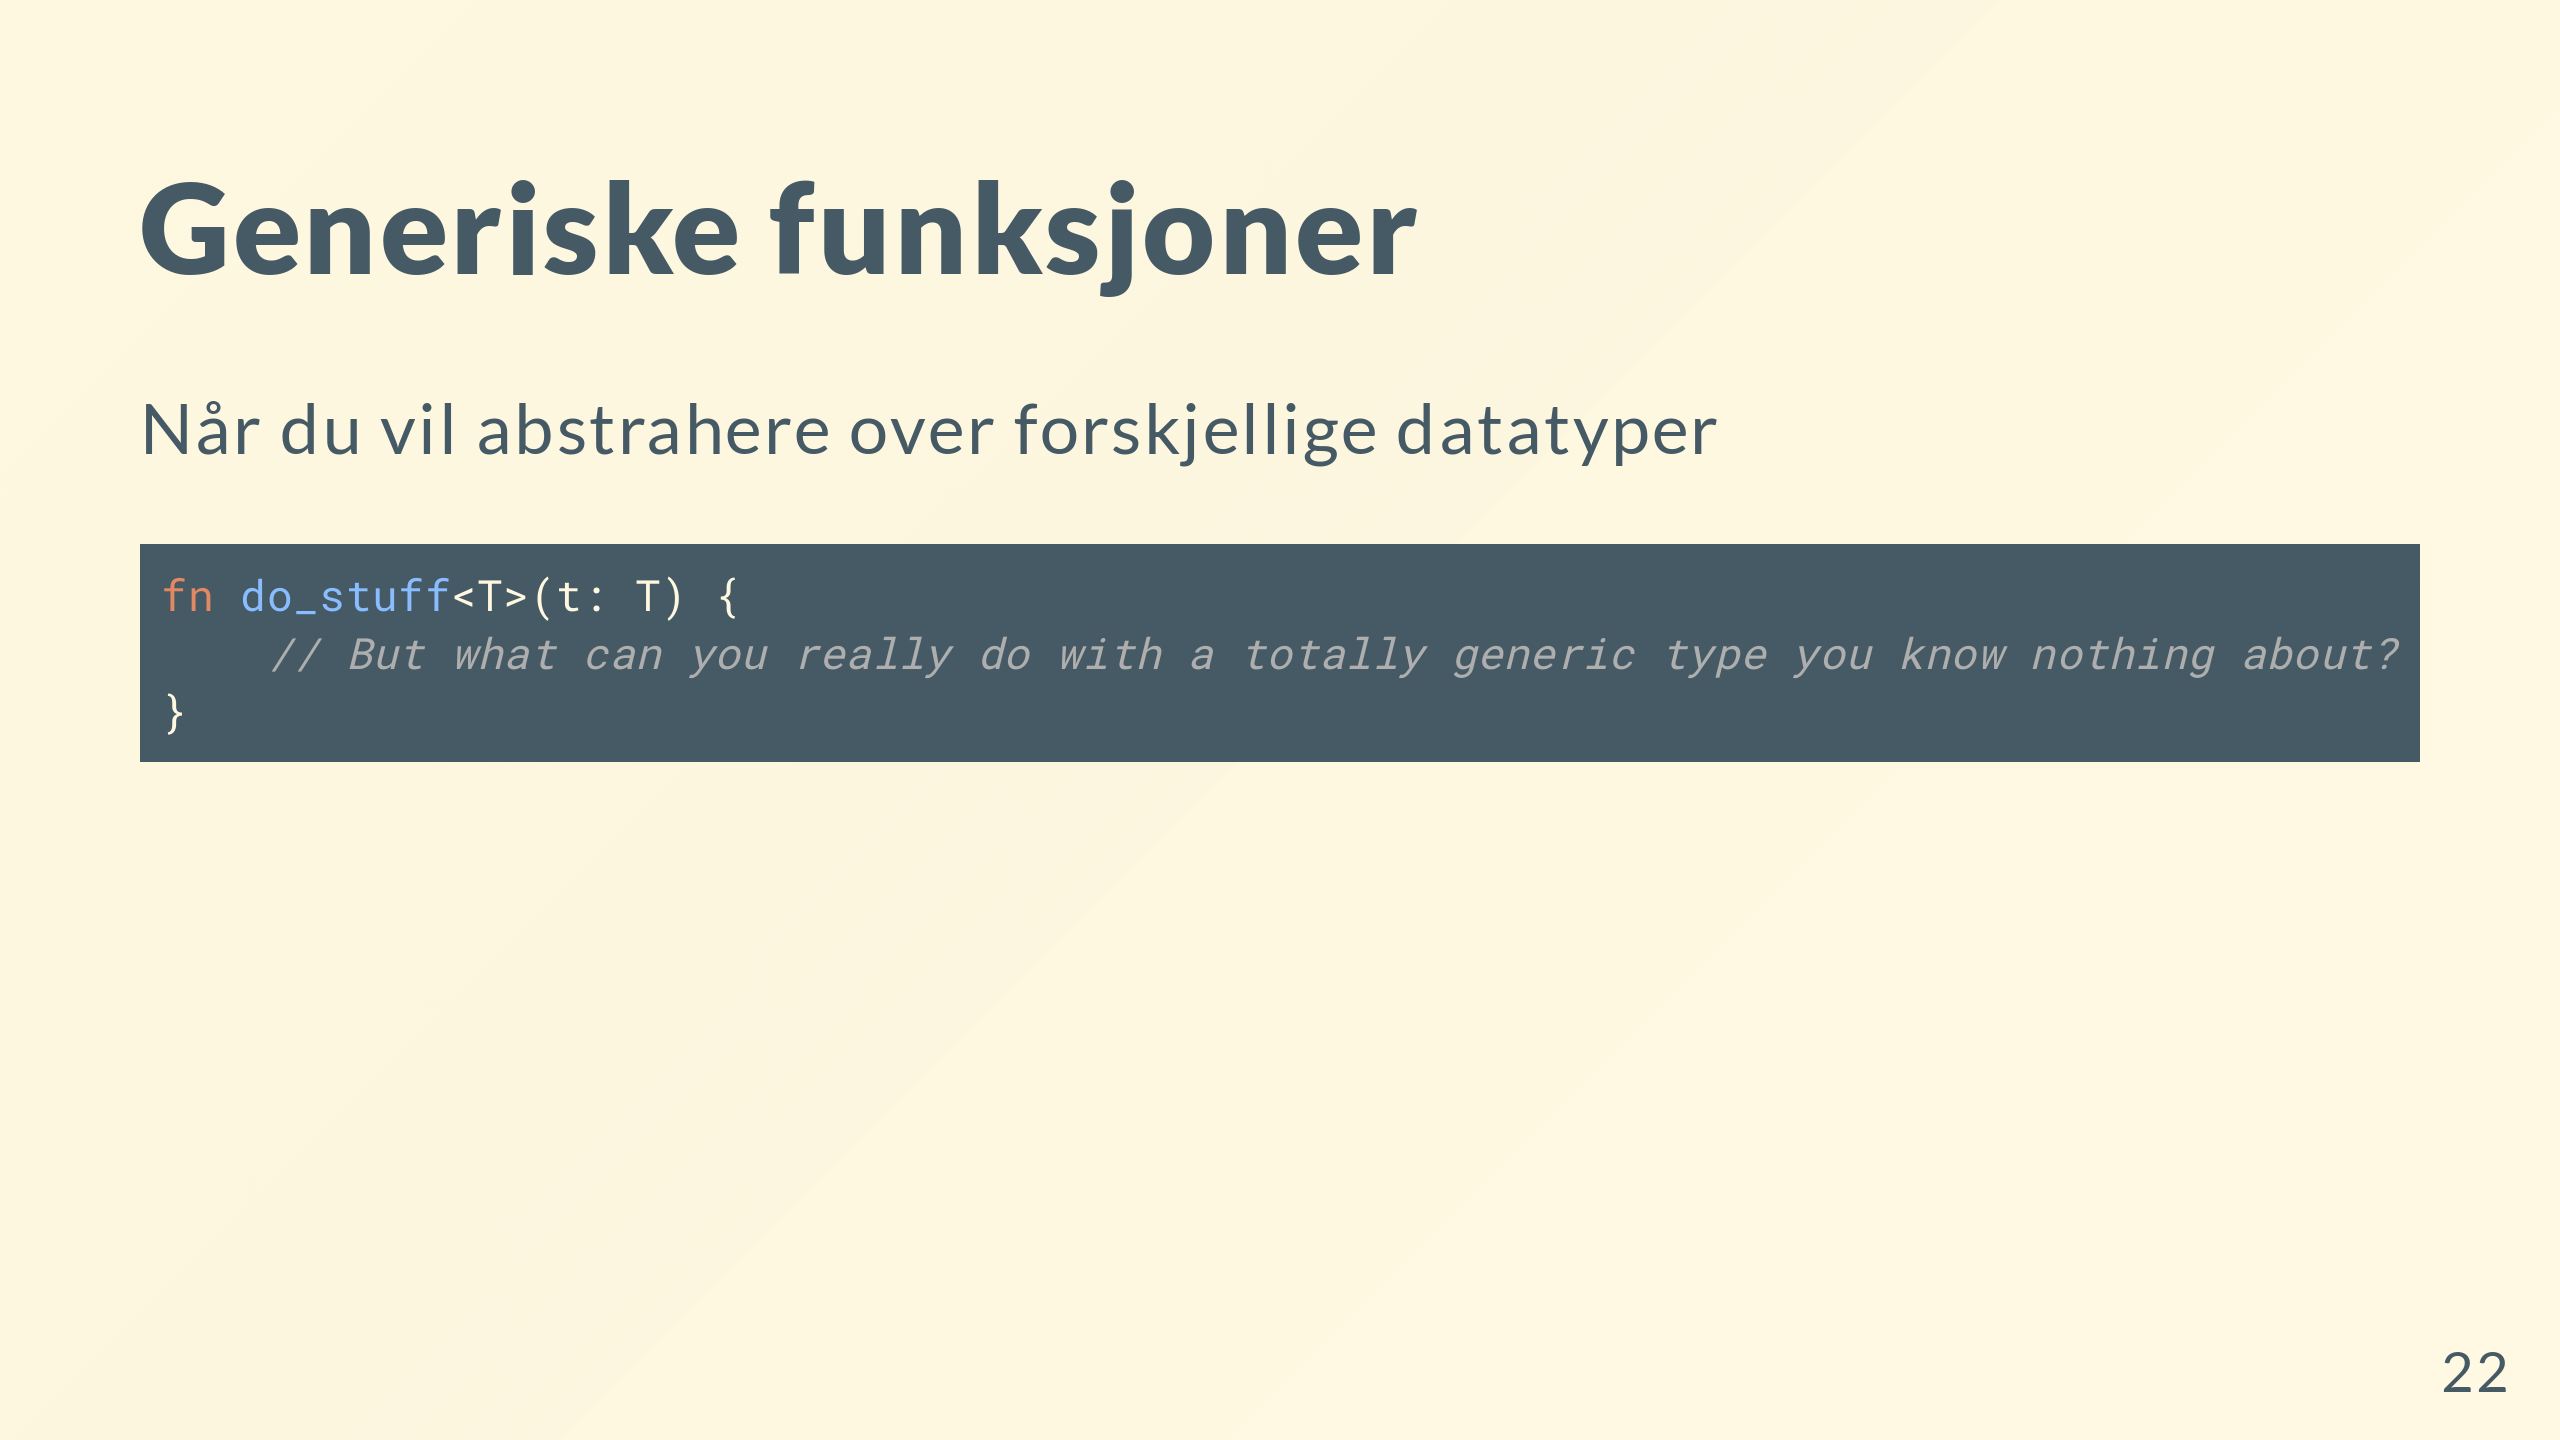 Generiske funksjoner
Når du vil abstrahere over forskjellige datatyper
fn do_stuff<T>(t: T) {
    // But what can you really do with a totally generic type you know nothing about?
}
22